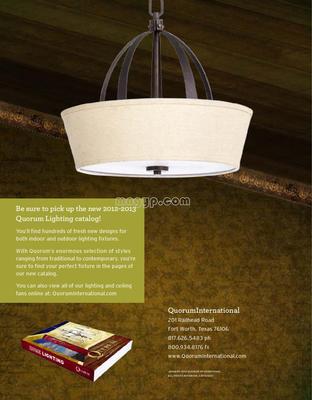 mooyp.com
Be sure to pick up the new 2012-2013
Quorum Lighting catalog!
You'll find hundreds of fresh new designs for
both indoor and outdoor lighting fixtures.
With Quorum's enormous selection of styles
ranging from traditional to contemporary, you're
sure to find your perfect fixture in the pages of
our new catalog.
You can also view all of our lighting and ceiling
fans online at: QuorumInternational.com
LIGHTING
QuorumInternational
201 Railhead Road
Fort Worth, Texas 76106
817.626.5483 ph
800.934.8176 fx
www.QuorumInternational.com